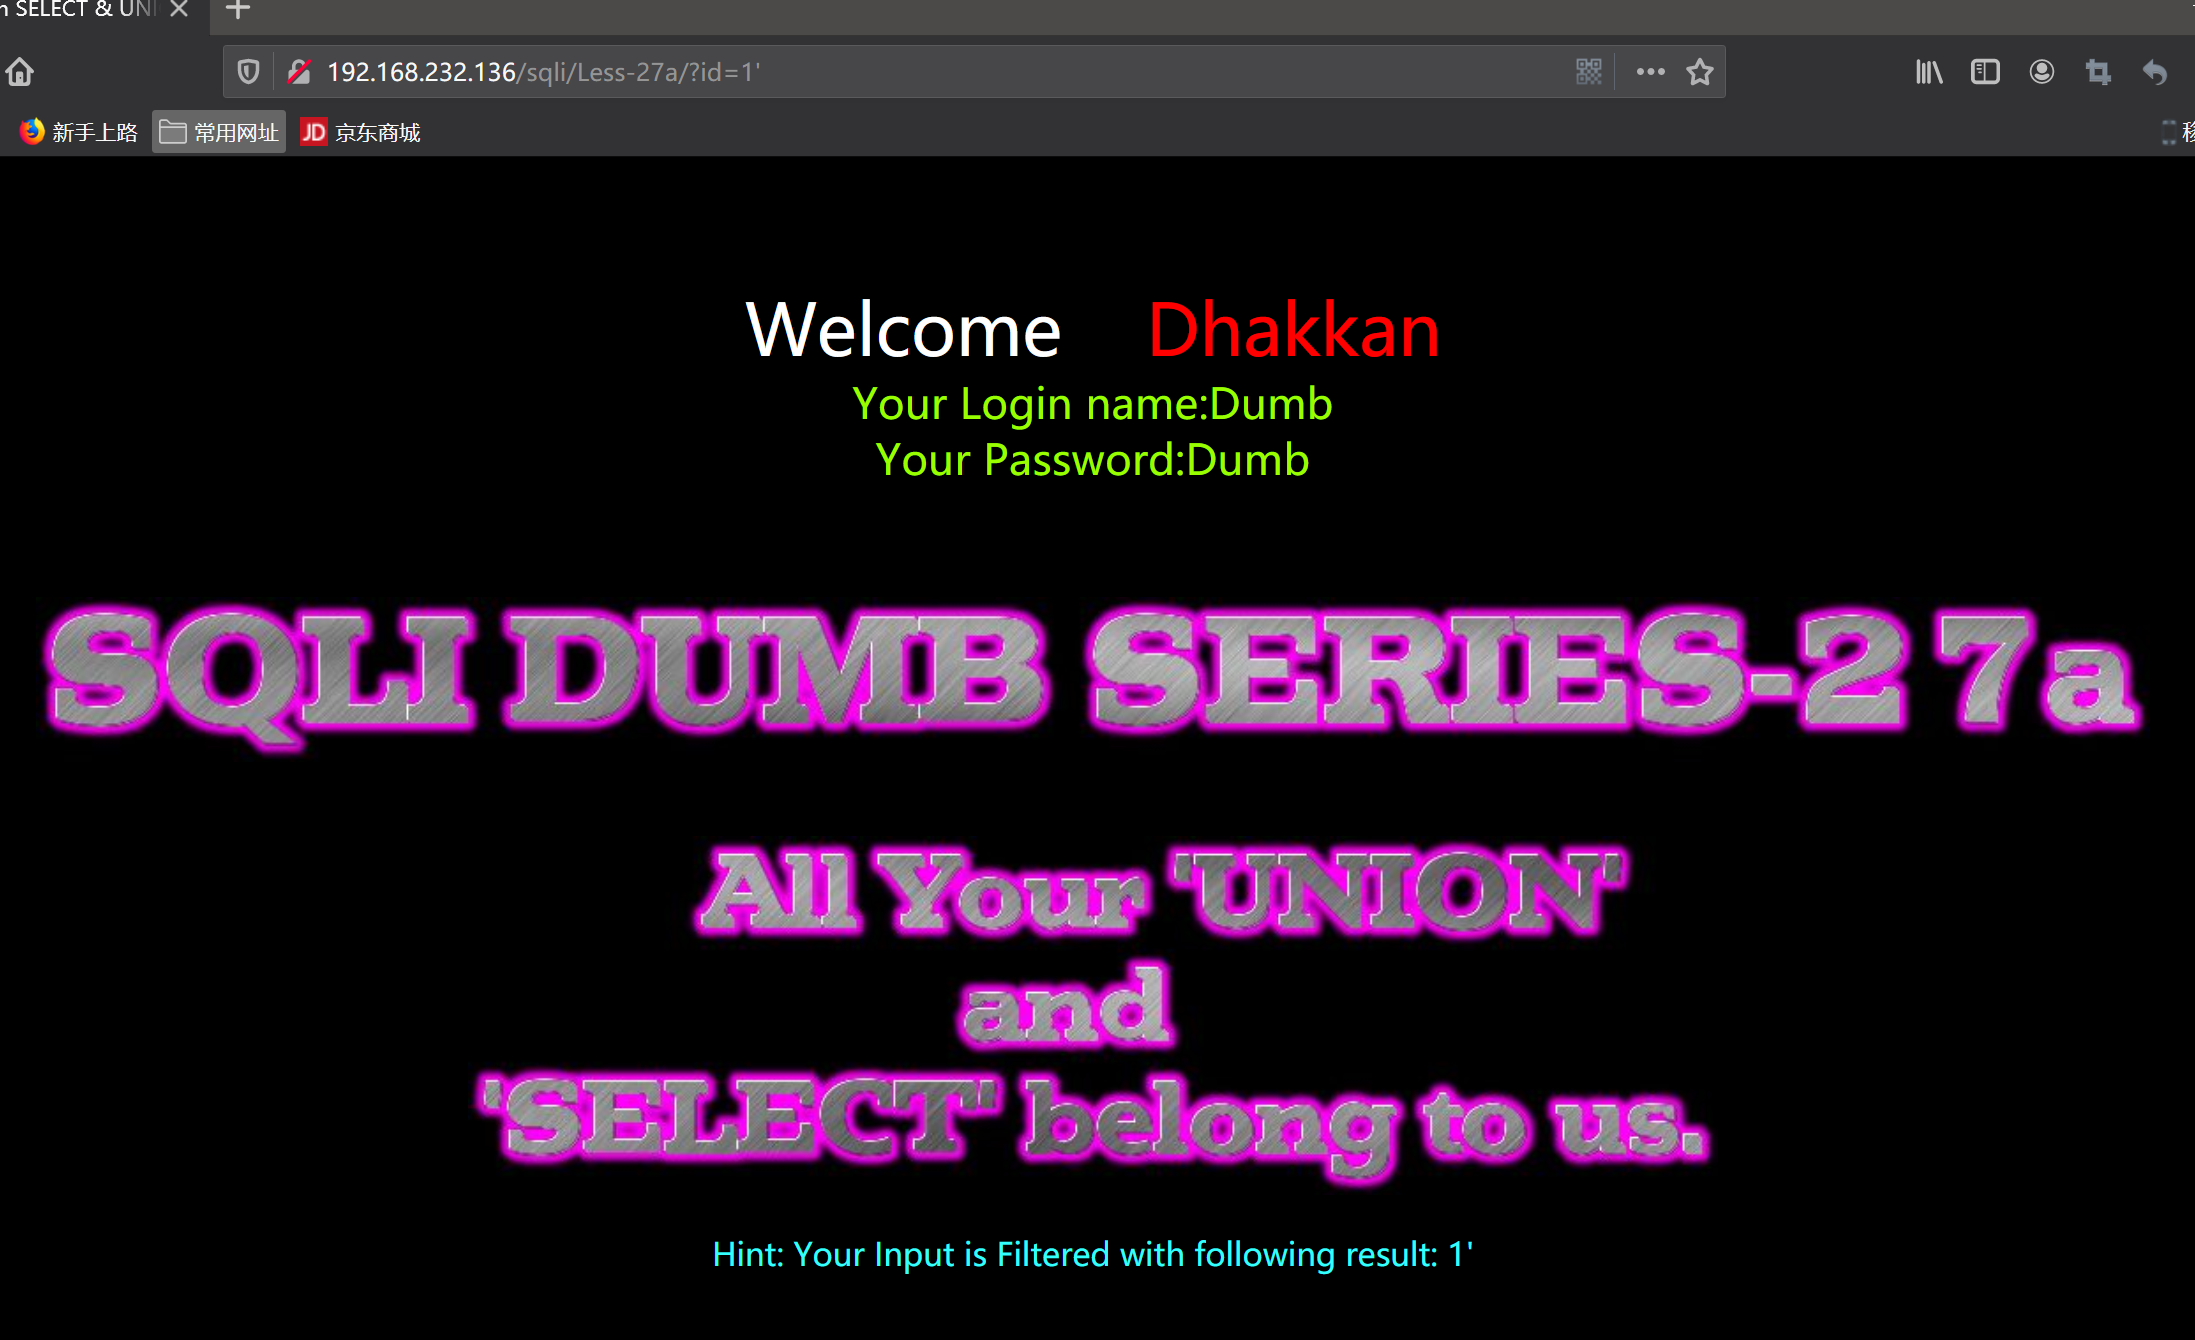 n SELECT & UNI
192.168.232.136/sqli/Less-27a/?id=1'
新手上路 常用网址 JD 京东商城
Welcome Dhakkan
Your Login name:Dumb
Your Password:Dumb
SQLI DUMB SERIES-27a
All Your 'UNION'
and
'SELECT' belong to us.
Hint: Your Input is Filtered with following result: 1'